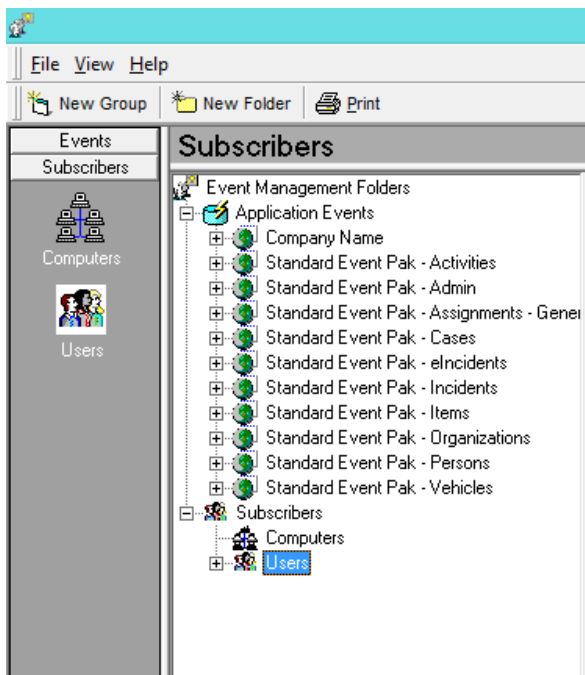 File View Help
New Group New Folder Print
Events
Subscribers
Computers
Users
Subscribers
Event Management Folders
Application Events
Company Name
Standard Event Pak - Activities
Standard Event Pak - Admin
Standard Event Pak - Assignments - Gener
Standard Event Pak - Cases
Standard Event Pak - eIncidents
Standard Event Pak - Incidents
Standard Event Pak - Items
Standard Event Pak - Organizations
Standard Event Pak - Persons
Standard Event Pak - Vehicles
Subscribers
Computers
Users